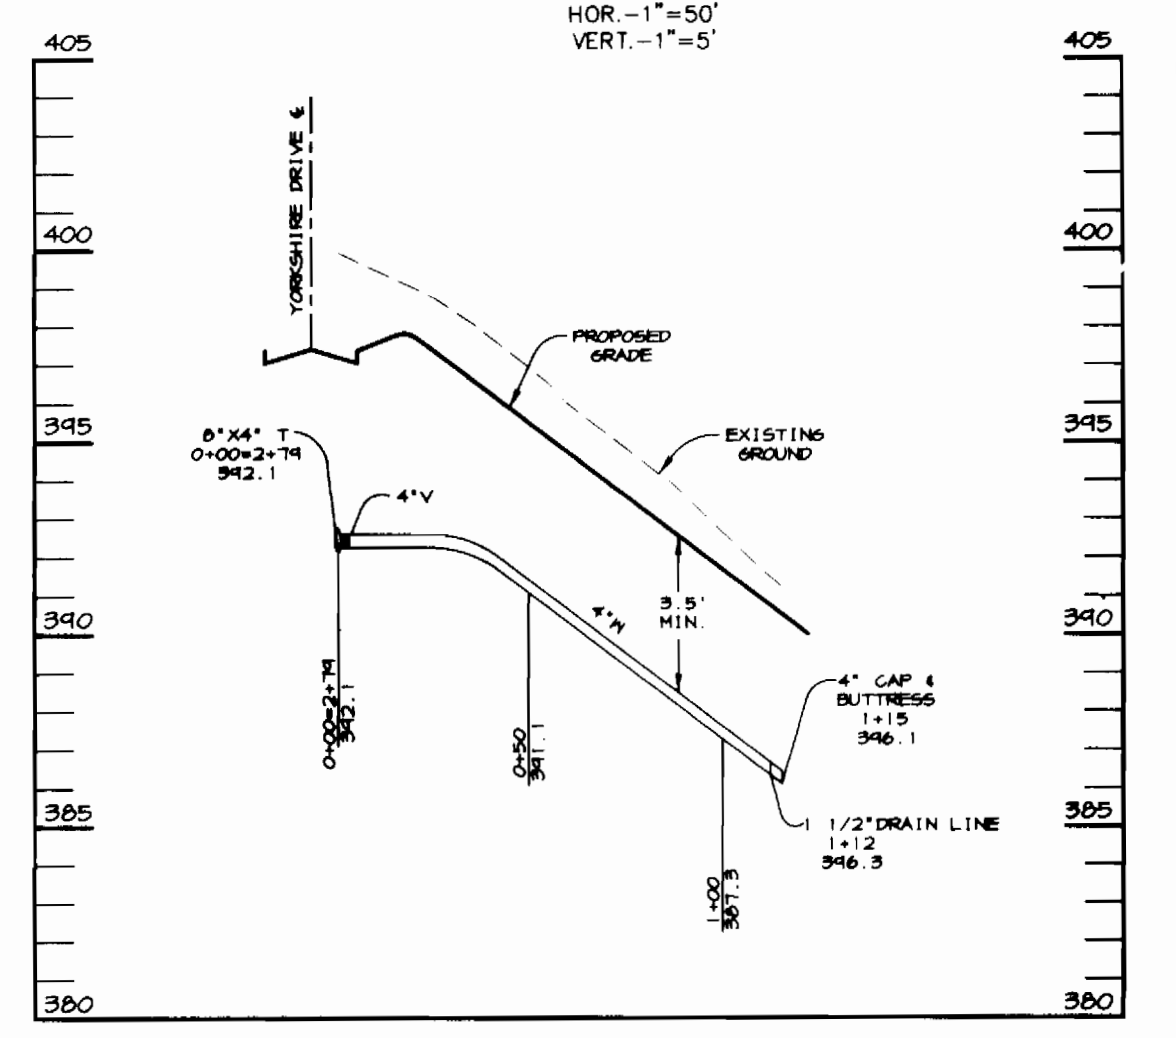 HOR.-1"=50'
VERT.-1"=5'
405
405
YORKSHIRE DRIVE ℄
400
400
PROPOSED
GRADE
395
395
8"X4" T
0+00=2+79
392.1
EXISTING
GROUND
4"V
390
390
3.5'
MIN.
4"W
0+00=2+79
392.1
0+50
391.1
4" CAP &
BUTTRESS
1+15
396.1
385
385
1 1/2"DRAIN LINE
1+12
396.3
1+00
387.3
380
380